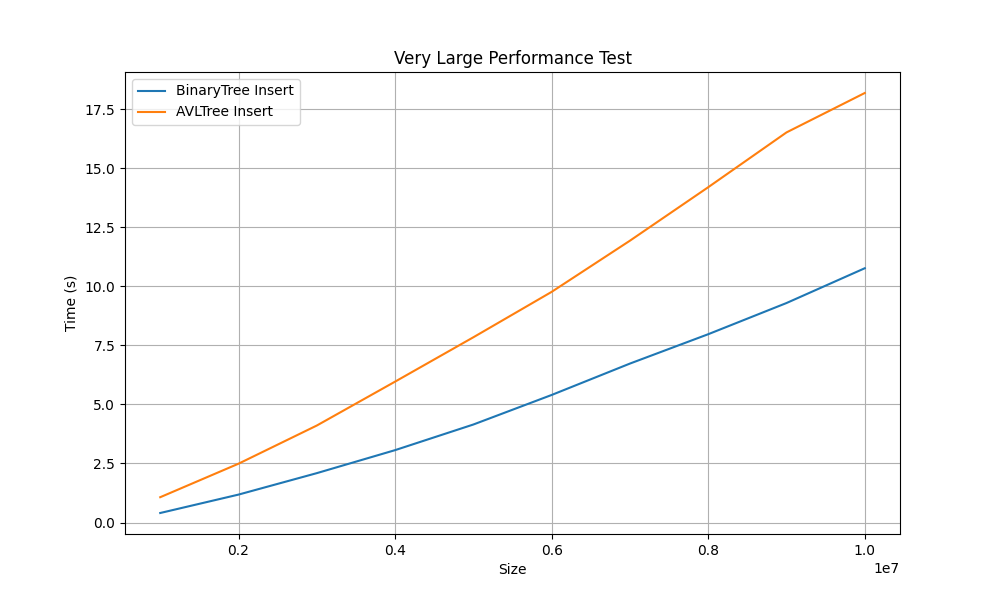 Very Large Performance Test
BinaryTree Insert
AVLTree Insert
Time (s)
17.5
15.0
12.5
10.0
7.5
5.0
2.5
0.0
0.2 0.4 0.6 0.8 1.0
1e7
Size